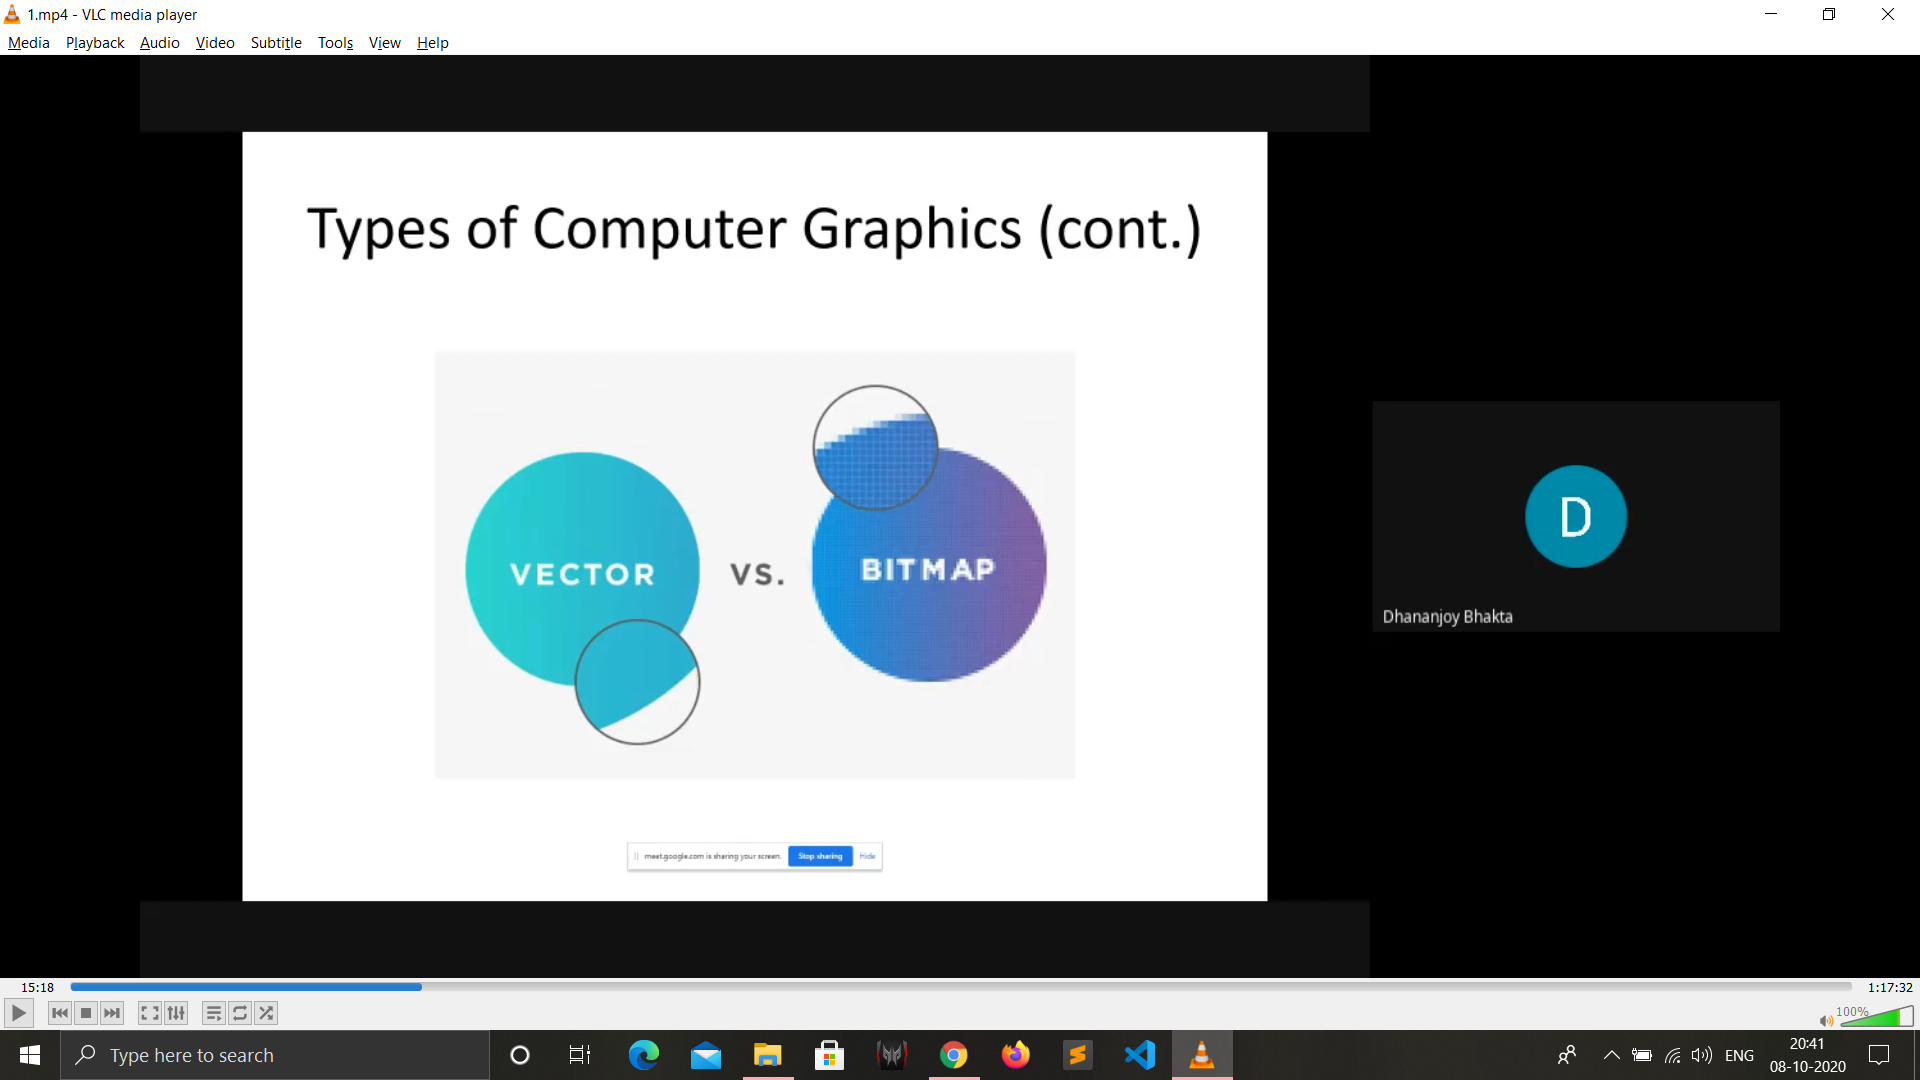 1.mp4 - VLC media player
Media Playback Audio Video Subtitle Tools View Help
Types of Computer Graphics (cont.)
VECTOR VS. BITMAP
D
Dhananjoy Bhakta
meet.google.com is sharing your screen. Stop sharing Hide
15:18 1:17:32
100%
Type here to search
ENG
20:41
08-10-2020